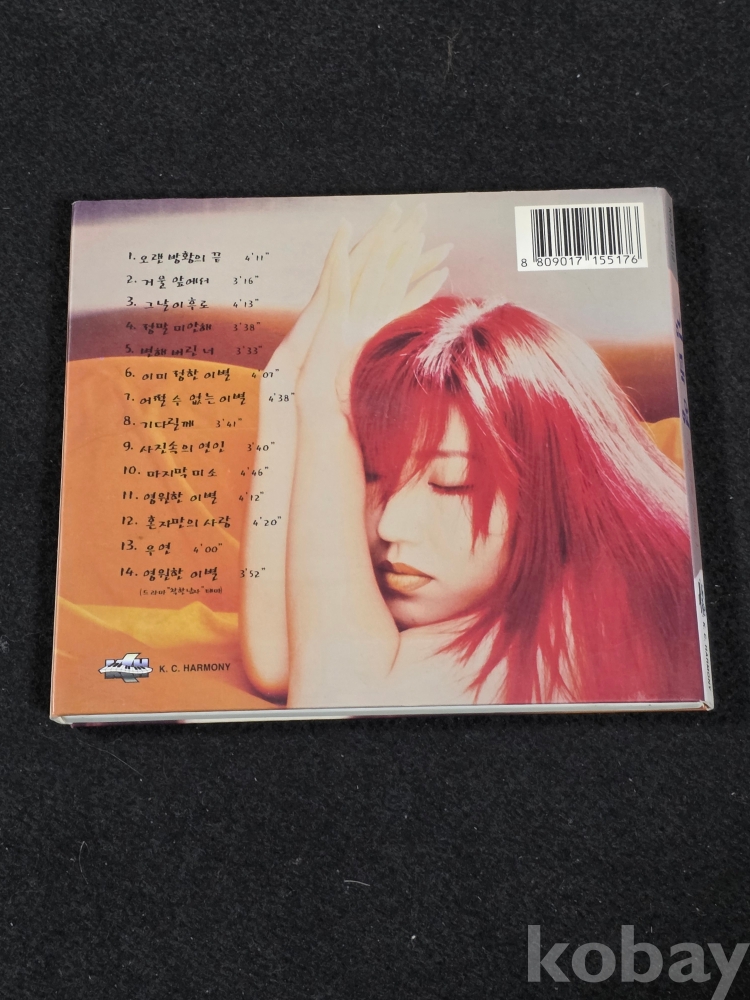 8 809017 155176
1. 오랜 방황의 끝 4'11"
2. 거울 앞에서 3'16"
3. 그날이후로 4'13"
4. 정말 미안해 3'38"
5. 변해 버린 너 3'33"
6. 이미 정한 이별 4'07"
7. 어쩔 수 없는 이별 4'38"
8. 기다릴께 3'41"
9. 사진속의 연인 3'40"
10. 마지막 미소 4'46"
11. 영원한 이별 4'12"
12. 혼자만의 사랑 4'20"
13. 우연 4'00"
14. 영원한 이별 3'52"
K. C. HARMONY
kobay